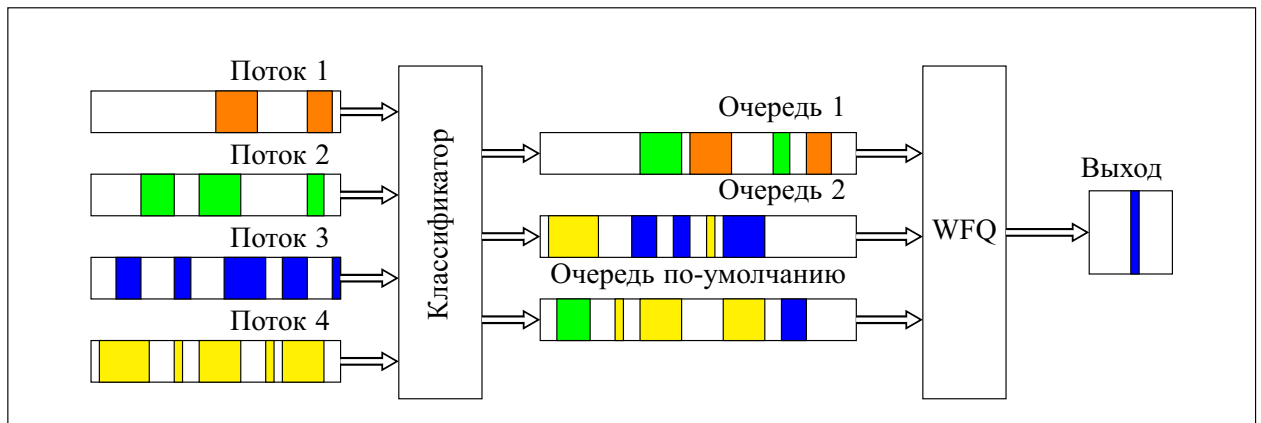 Поток 1
Поток 2
Поток 3
Поток 4
Классификатор
Очередь 1
Очередь 2
Очередь по-умолчанию
WFQ
Выход